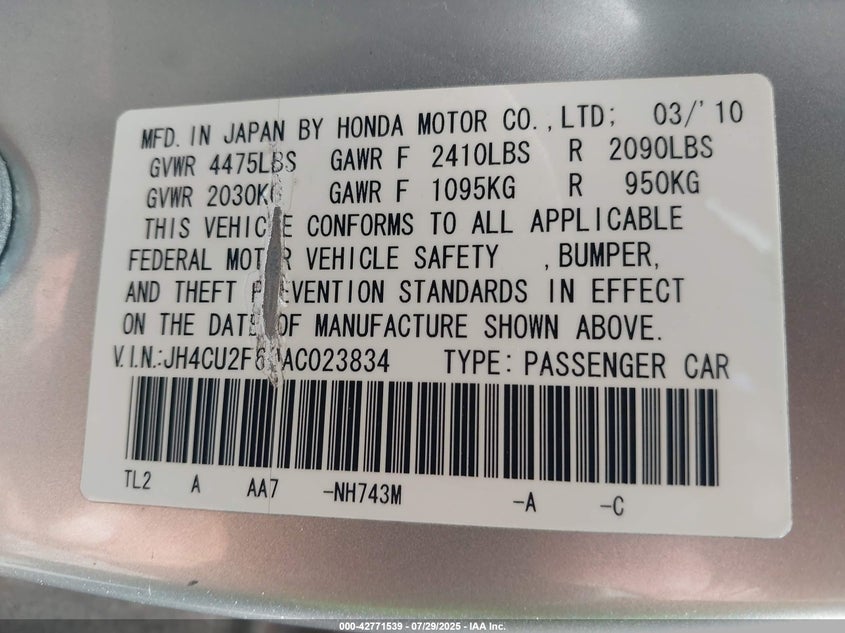 MFD. IN JAPAN BY HONDA MOTOR CO., LTD; 03/'10
GVWR 4475LBS GAWR F 2410LBS R 2090LBS
GVWR 2030KG GAWR F 1095KG R 950KG
THIS VEHICLE CONFORMS TO ALL APPLICABLE
FEDERAL MOTOR VEHICLE SAFETY , BUMPER,
AND THEFT PREVENTION STANDARDS IN EFFECT
ON THE DATE OF MANUFACTURE SHOWN ABOVE.
V.I.N.: TYPE: PASSENGER CAR
TL2 A AA7 -NH743M -A -C
000-42771539 - 07/29/2025 - IAA Inc.